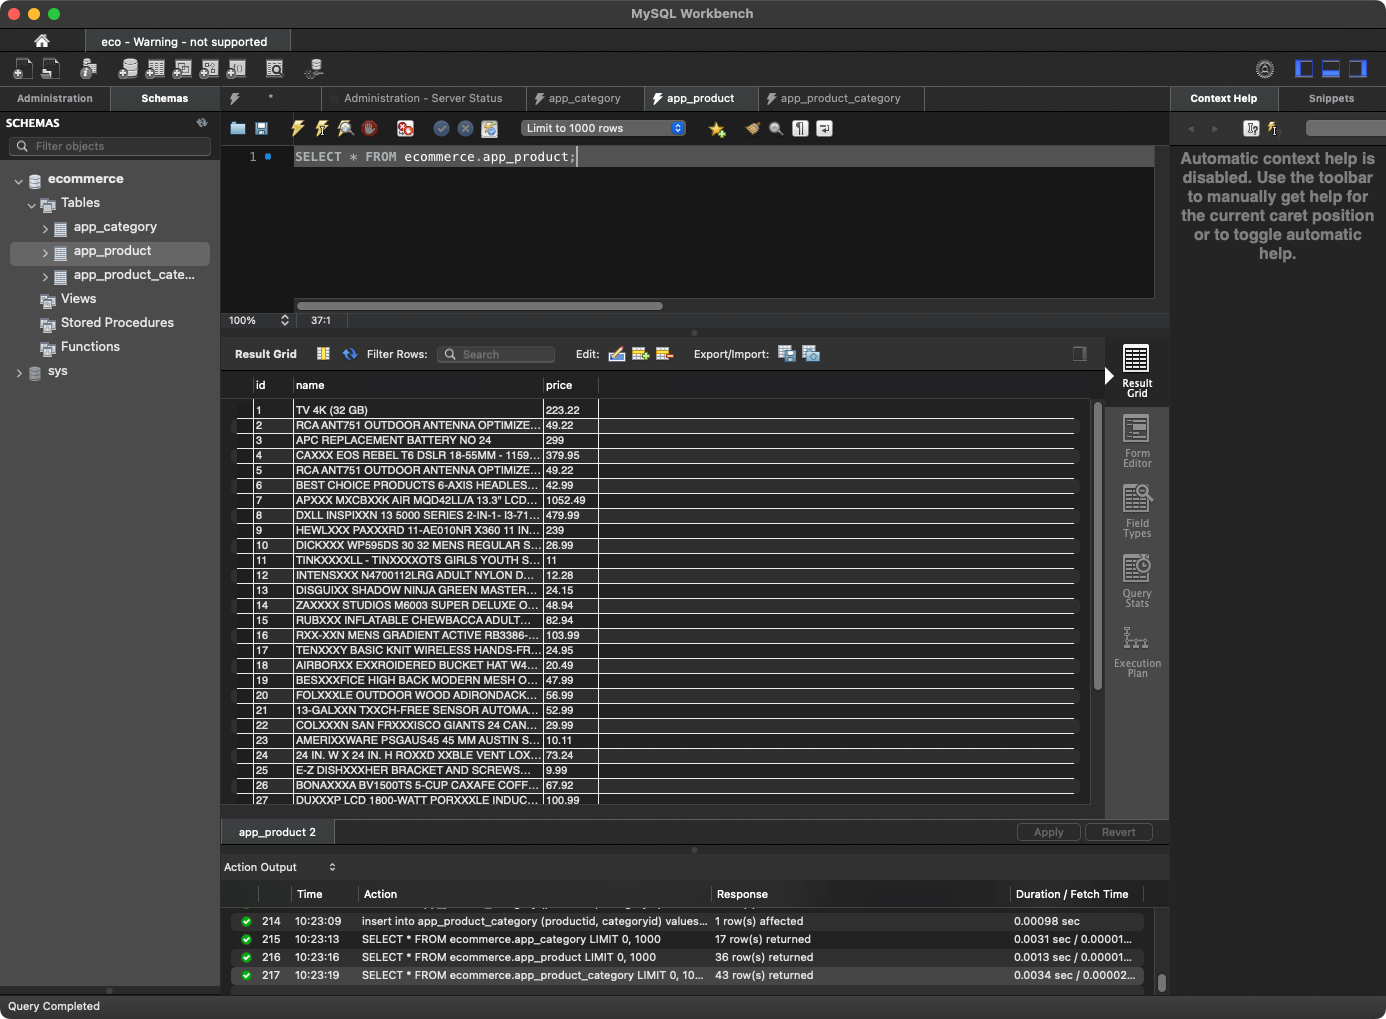 MySQL Workbench
eco - Warning - not supported
Administration
Schemas
*
Administration - Server Status
app_category
app_product
app_product_category
Context Help
Snippets
SCHEMAS
Filter objects
ecommerce
Tables
app_category
app_product
app_product_cate...
Views
Stored Procedures
Functions
sys
Limit to 1000 rows
1
SELECT * FROM ecommerce.app_product;
100%
37:1
Automatic context help is
disabled. Use the toolbar
to manually get help for
the current caret position
or to toggle automatic
help.
Result Grid
Filter Rows:
Search
Edit:
Export/Import:
id name price
1 TV 4K (32 GB) 223.22
2 RCA ANT751 OUTDOOR ANTENNA OPTIMIZE... 49.22
3 APC REPLACEMENT BATTERY NO 24 299
4 CAXXX EOS REBEL T6 DSLR 18-55MM - 1159... 379.95
5 RCA ANT751 OUTDOOR ANTENNA OPTIMIZE... 49.22
6 BEST CHOICE PRODUCTS 6-AXIS HEADLES... 42.99
7 APXXX MXCBXXK AIR MQD42LL/A 13.3" LCD... 1052.49
8 DXLL INSPIXXN 13 5000 SERIES 2-IN-1- I3-71... 479.99
9 HEWLXXX PAXXXRD 11-AE010NR X360 11 IN... 239
10 DICKXXX WP595DS 30 32 MENS REGULAR S... 26.99
11 TINKXXXXLL - TINXXXXOTS GIRLS YOUTH S... 11
12 INTENSXXX N4700112LRG ADULT NYLON D... 12.28
13 DISGUIXX SHADOW NINJA GREEN MASTER... 24.15
14 ZAXXXX STUDIOS M6003 SUPER DELUXE O... 48.94
15 RUBXXX INFLATABLE CHEWBACCA ADULT... 82.94
16 RXX-XXN MENS GRADIENT ACTIVE RB3386-... 103.99
17 TENXXXY BASIC KNIT WIRELESS HANDS-FR... 24.95
18 AIRBORXX EXXROIDERED BUCKET HAT W4... 20.49
19 BESXXXFICE HIGH BACK MODERN MESH O... 47.99
20 FOLXXXLE OUTDOOR WOOD ADIRONDACK... 56.99
21 13-GALXXN TXXCH-FREE SENSOR AUTOMA... 52.99
22 COLXXXN SAN FRXXXISCO GIANTS 24 CAN... 29.99
23 AMERIXXWARE PSGAUS45 45 MM AUSTIN S... 10.11
24 24 IN. W X 24 IN. H ROXXD XXBLE VENT LOX... 73.24
25 E-Z DISHXXXHER BRACKET AND SCREWS... 9.99
26 BONAXXXA BV1500TS 5-CUP CAXAFE COFF... 67.92
27 DUXXXP LCD 1800-WATT PORXXXLE INDUC... 100.99
Result
Grid
Form
Editor
Field
Types
Query
Stats
Execution
Plan
app_product 2
Apply
Revert
Action Output
Time Action Response Duration / Fetch Time
214 10:23:09 insert into app_product_category (productid, categoryid) values... 1 row(s) affected 0.00098 sec
215 10:23:13 SELECT * FROM ecommerce.app_category LIMIT 0, 1000 17 row(s) returned 0.0031 sec / 0.00001...
216 10:23:16 SELECT * FROM ecommerce.app_product LIMIT 0, 1000 36 row(s) returned 0.0013 sec / 0.00001...
217 10:23:19 SELECT * FROM ecommerce.app_product_category LIMIT 0, 10... 43 row(s) returned 0.0034 sec / 0.00002...
Query Completed